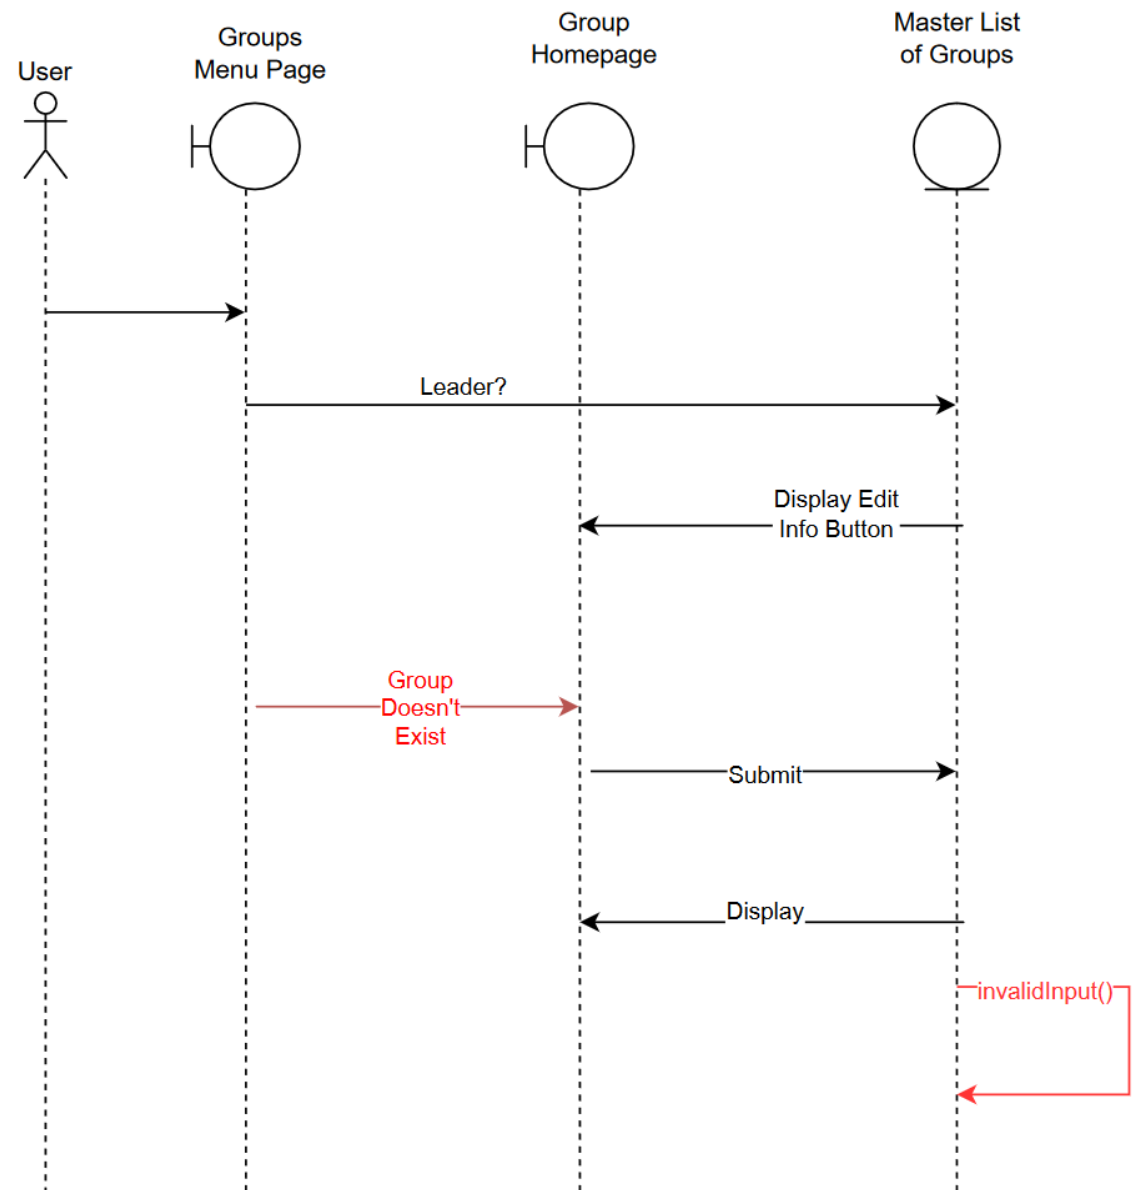 User
Groups
Menu Page
Group
Homepage
Master List
of Groups
Leader?
Display Edit
Info Button
Group
Doesn't
Exist
Submit
Display
invalidInput()